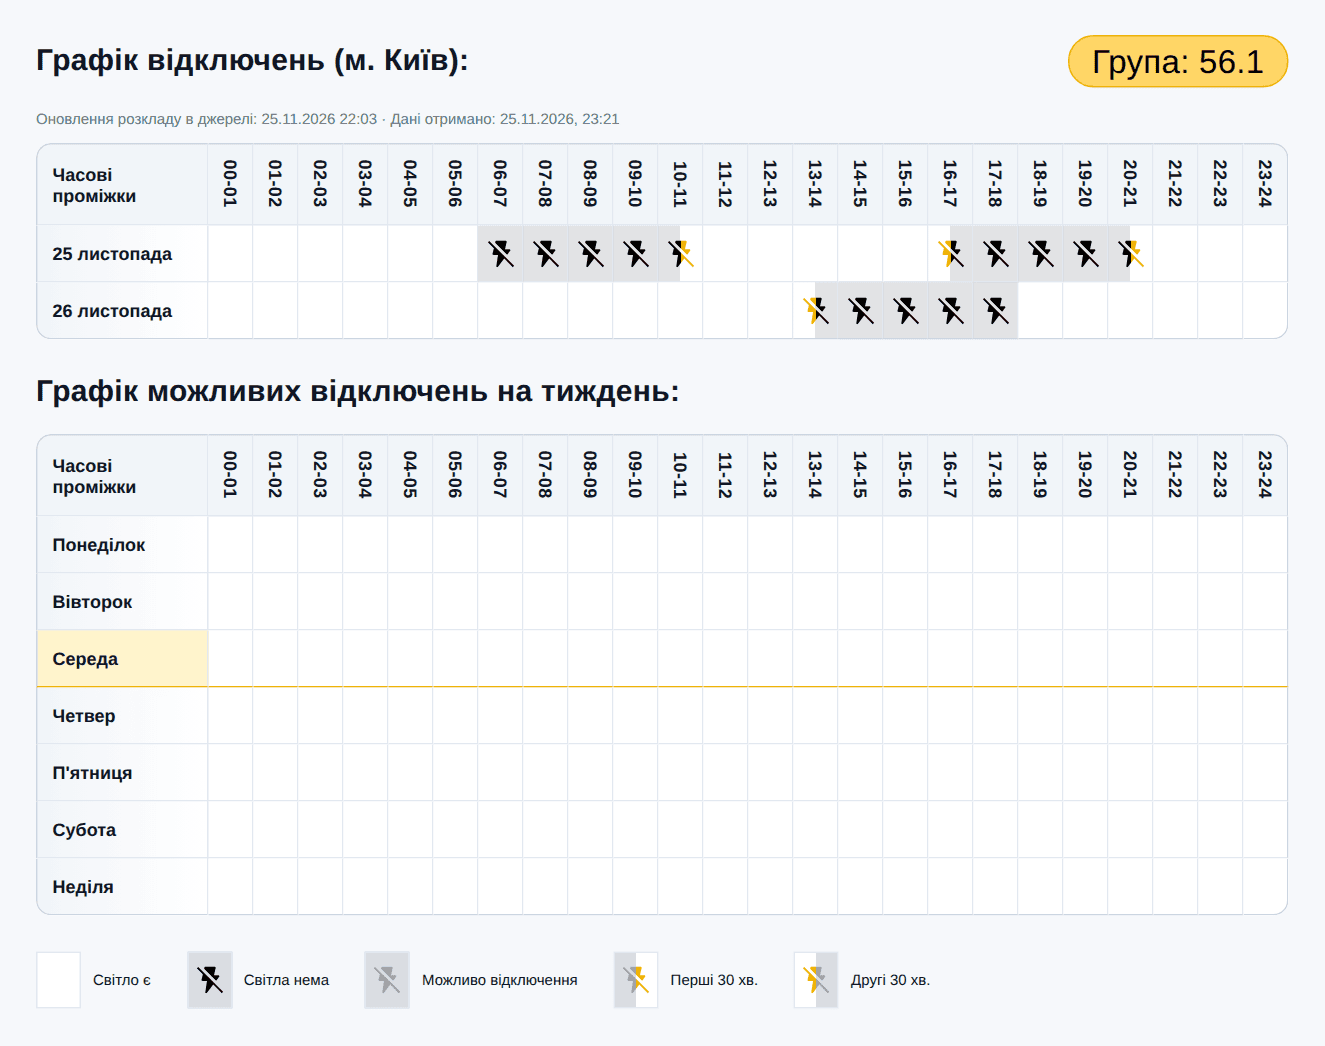 Графік відключень (м. Київ):
Група: 56.1
Оновлення розкладу в джерелі: 25.11.2026 22:03 · Дані отримано: 25.11.2026, 23:21
Часові проміжки 00-01 01-02 02-03 03-04 04-05 05-06 06-07 07-08 08-09 09-10 10-11 11-12 12-13 13-14 14-15 15-16 16-17 17-18 18-19 19-20 20-21 21-22 22-23 23-24
25 листопада
26 листопада
Графік можливих відключень на тиждень:
Часові проміжки 00-01 01-02 02-03 03-04 04-05 05-06 06-07 07-08 08-09 09-10 10-11 11-12 12-13 13-14 14-15 15-16 16-17 17-18 18-19 19-20 20-21 21-22 22-23 23-24
Понеділок
Вівторок
Середа
Четвер
П'ятниця
Субота
Неділя
Світло є Світла нема Можливо відключення Перші 30 хв. Другі 30 хв.